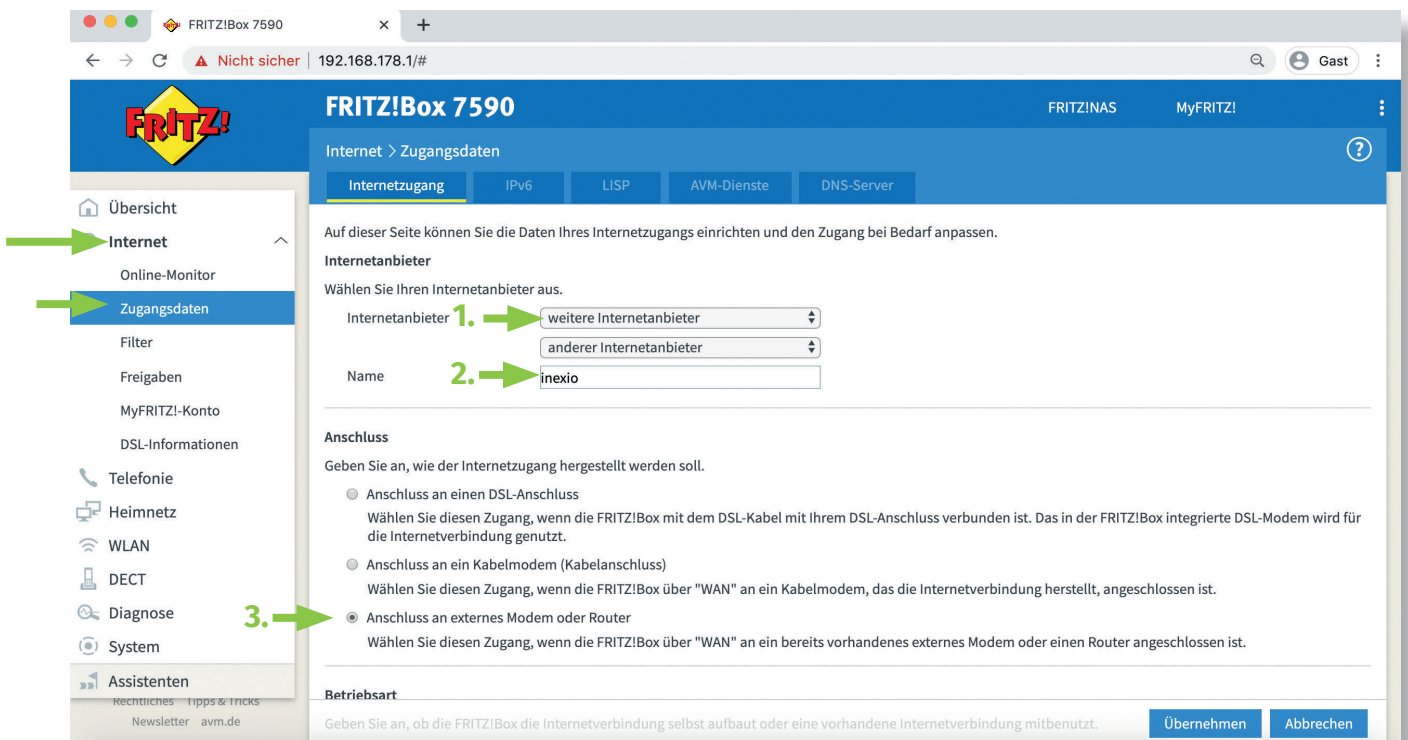 FRITZ!Box 7590
Nicht sicher 192.168.178.1/# Gast
FRITZ!
FRITZ!Box 7590 FRITZ!NAS MyFRITZ!
Internet > Zugangsdaten
Internetzugang IPv6 LISP AVM-Dienste DNS-Server
Übersicht
Internet
Online-Monitor
Zugangsdaten
Filter
Freigaben
MyFRITZ!-Konto
DSL-Informationen
Telefonie
Heimnetz
WLAN
DECT
Diagnose
System
Assistenten
Rechtliches Tipps & Tricks
Newsletter avm.de
Auf dieser Seite können Sie die Daten Ihres Internetzugangs einrichten und den Zugang bei Bedarf anpassen.
Internetanbieter
Wählen Sie Ihren Internetanbieter aus.
Internetanbieter 1. weitere Internetanbieter
anderer Internetanbieter
Name 2. inexio
Anschluss
Geben Sie an, wie der Internetzugang hergestellt werden soll.
Anschluss an einen DSL-Anschluss
Wählen Sie diesen Zugang, wenn die FRITZ!Box mit dem DSL-Kabel mit Ihrem DSL-Anschluss verbunden ist. Das in der FRITZ!Box integrierte DSL-Modem wird für
die Internetverbindung genutzt.
Anschluss an ein Kabelmodem (Kabelanschluss)
Wählen Sie diesen Zugang, wenn die FRITZ!Box über "WAN" an ein Kabelmodem, das die Internetverbindung herstellt, angeschlossen ist.
3. Anschluss an externes Modem oder Router
Wählen Sie diesen Zugang, wenn die FRITZ!Box über "WAN" an ein bereits vorhandenes externes Modem oder einen Router angeschlossen ist.
Betriebsart
Geben Sie an, ob die FRITZ!Box die Internetverbindung selbst aufbaut oder eine vorhandene Internetverbindung mitbenutzt.
Übernehmen Abbrechen